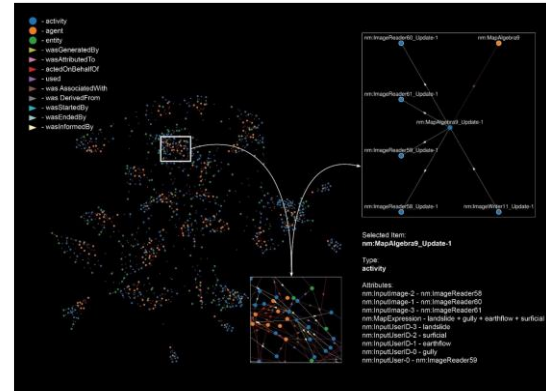 - activity
- agent
- entity
- wasGeneratedBy
- wasAttributedTo
- actedOnBehalfOf
- used
- was AssociatedWith
- was DerivedFrom
- wasStartedBy
- wasEndedBy
- wasInformedBy
nm:ImageReader60_Update-1
nm:MapAlgebra9
nm:ImageReader61_Update-1
nm:MapAlgebra9_Update-1
nm:ImageReader59_Update-1
nm:ImageReader58_Update-1
nm:ImageWriter11_Update-1
Selected Item:
nm:MapAlgebra9_Update-1
Type:
activity
Attributes:
nm:InputImage-2 - nm:ImageReader58
nm:InputImage-1 - nm:ImageReader60
nm:InputImage-3 - nm:ImageReader61
nm:MapExpression - landslide + gully + earthflow + surficial
nm:InputUserID-3 - landslide
nm:InputUserID-2 - surficial
nm:InputUserID-1 - earthflow
nm:InputUserID-0 - gully
nm:InputUser-0 - nm:ImageReader59